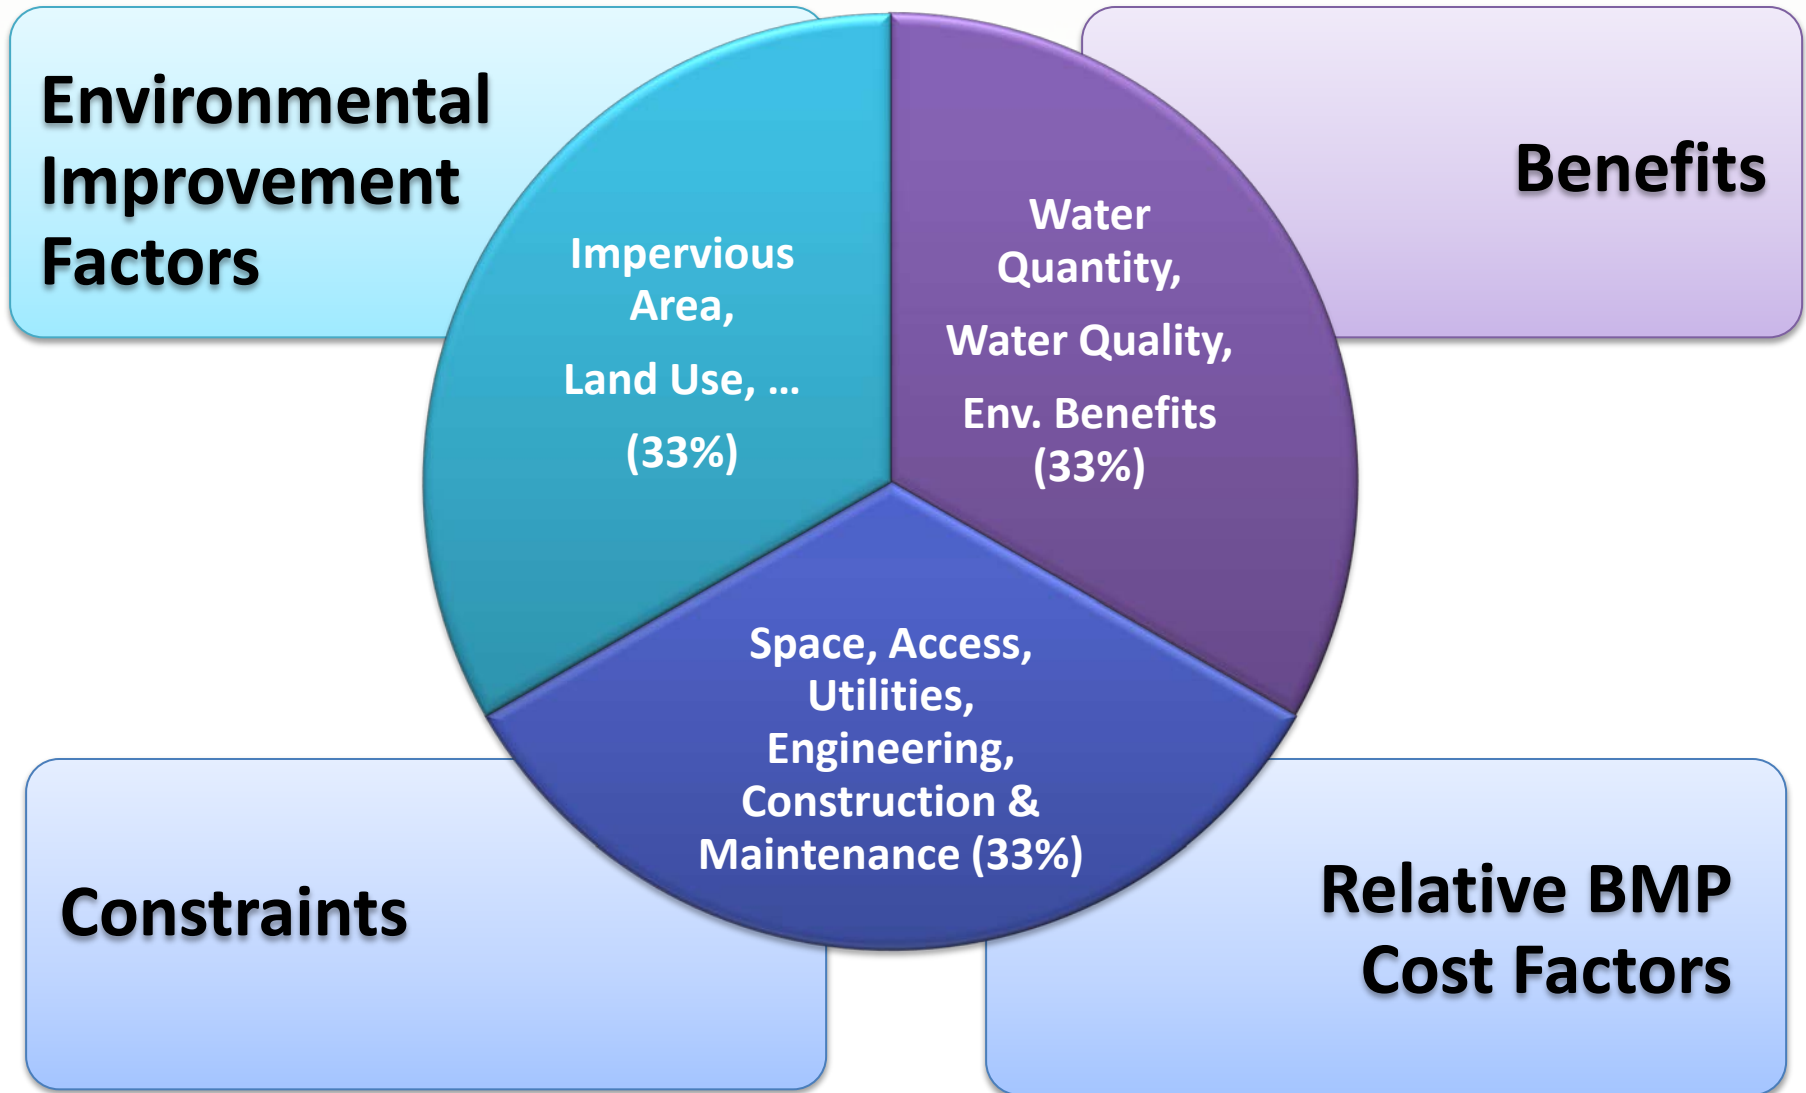 Environmental
Improvement
Factors
Benefits
Impervious
Area,
Land Use, ...
(33%)
Water
Quantity,
Water Quality,
Env. Benefits
(33%)
Space, Access,
Utilities,
Engineering,
Construction &
Maintenance (33%)
Constraints
Relative BMP
Cost Factors